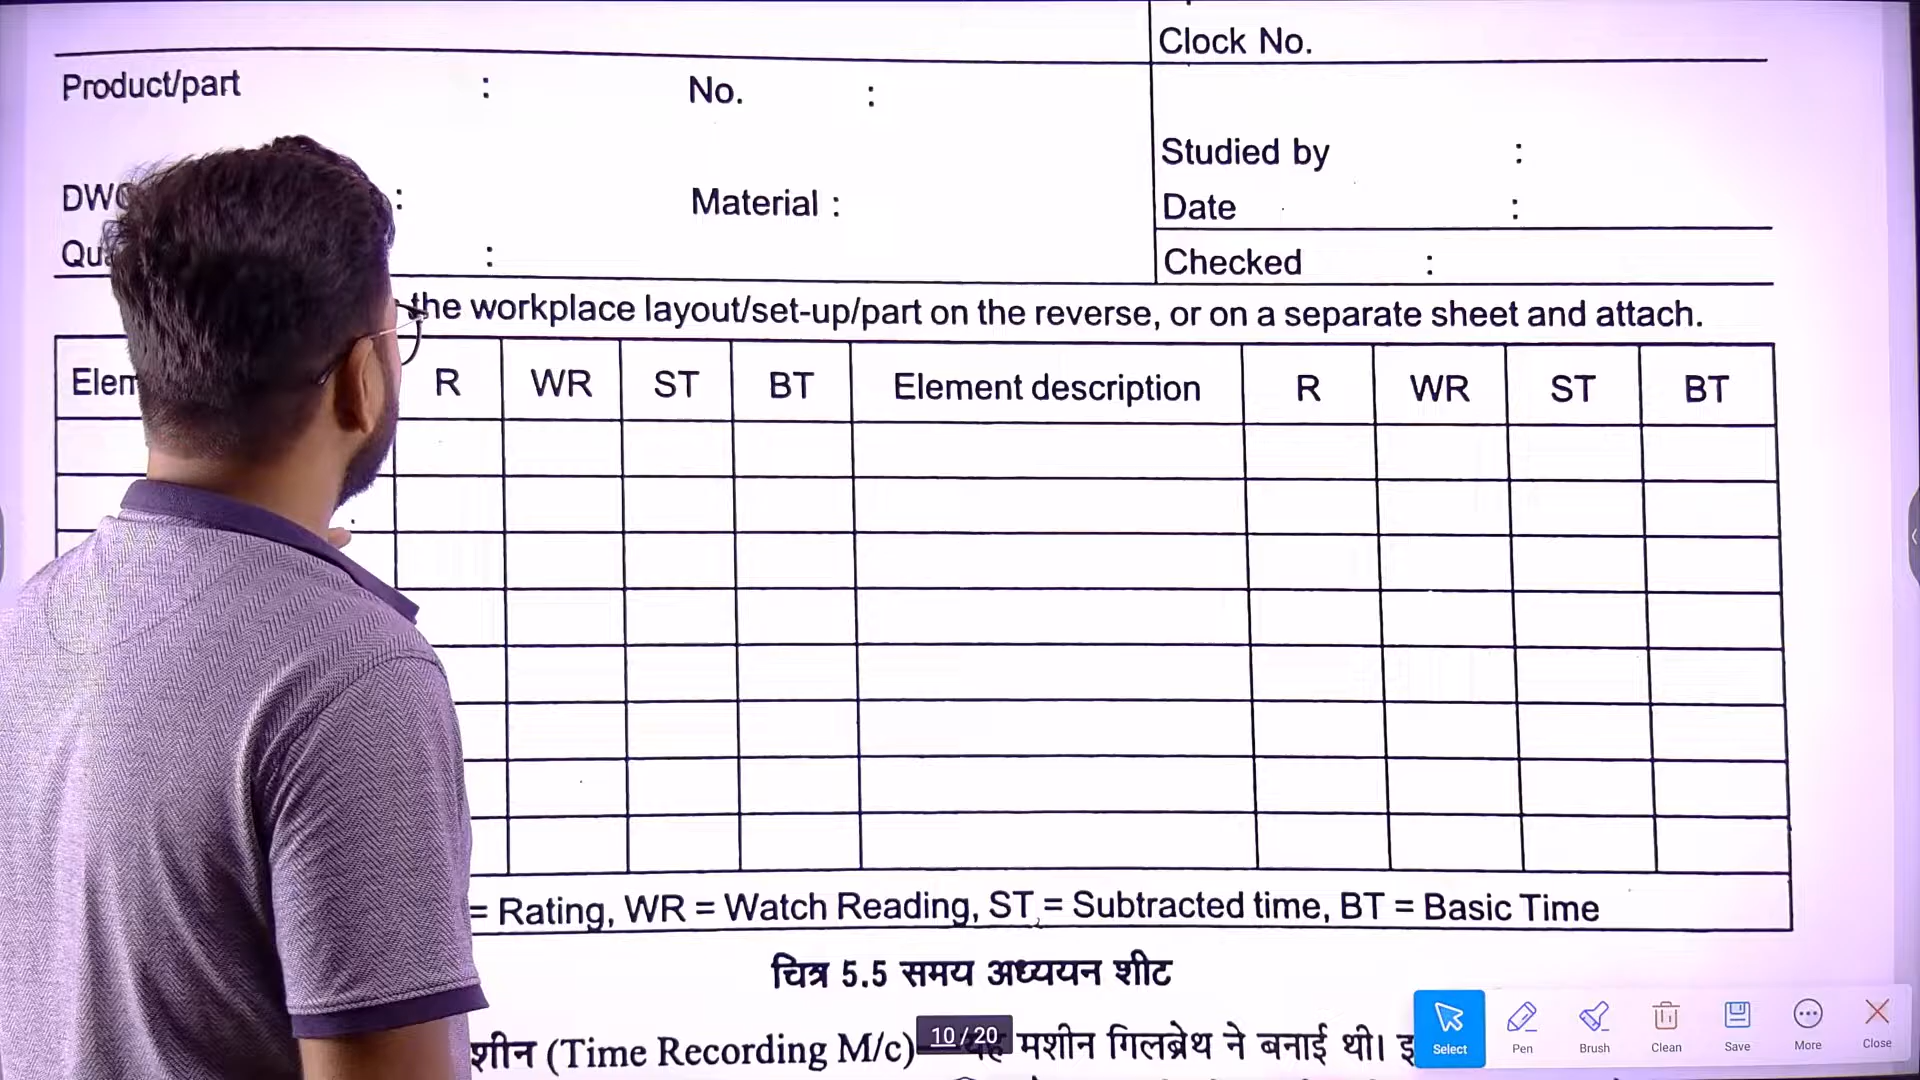 Clock No.
Product/part : No. :
Studied by :
: Material : Date :
: Checked :
the workplace layout/set-up/part on the reverse, or on a separate sheet and attach.
R WR ST BT Element description R WR ST BT
= Rating, WR = Watch Reading, ST = Subtracted time, BT = Basic Time
चित्र 5.5 समय अध्ययन शीट
(Time Recording M/c) 10/20 मशीन गिलब्रेथ ने बनाई थी।
Select Pen Brush Clean Save More Close